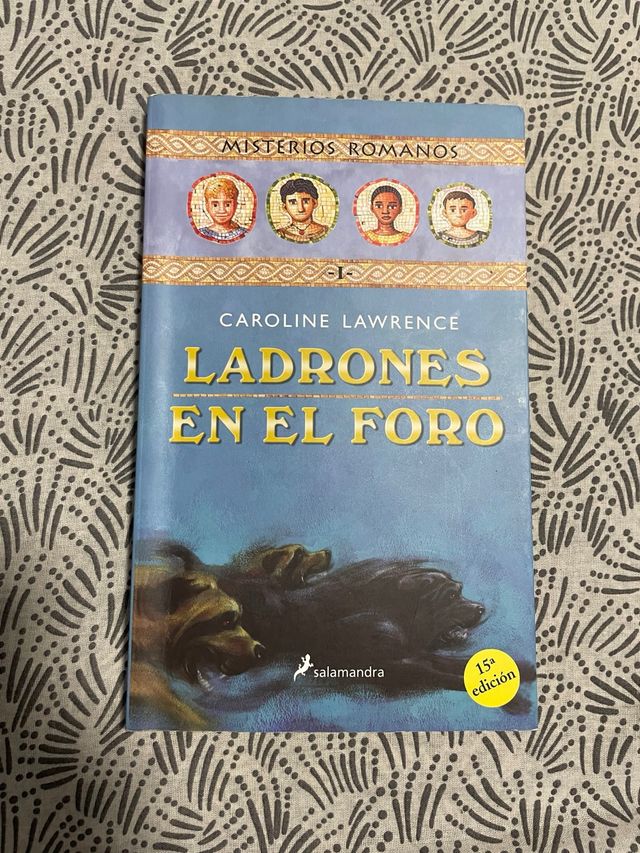 MISTERIOS ROMANOS
-I-
CAROLINE LAWRENCE
LADRONES
EN EL FORO
salamandra
15ª
edición